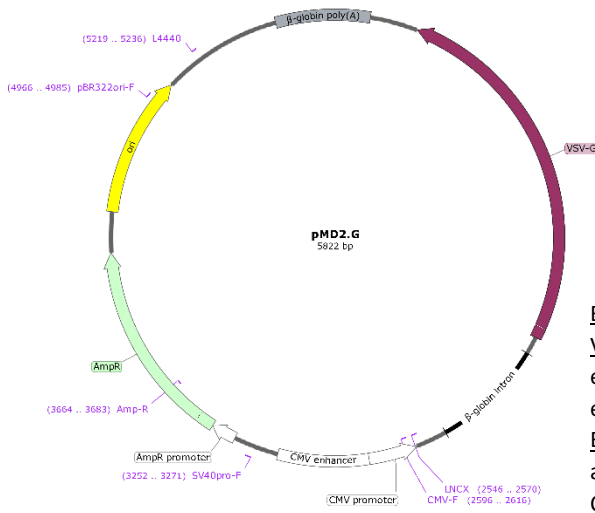 β-globin poly(A)
(5219 .. 5236) L4440
(4966 .. 4985) pBR322ori-F
ori
VSV-G
pMD2.G
5822 bp
β-globin intron
AmpR
(3664 .. 3683) Amp-R
AmpR promoter
CMV enhancer
(3252 .. 3271) SV40pro-F
CMV promoter
LNCX (2546 .. 2570)
CMV-F (2596 .. 2616)